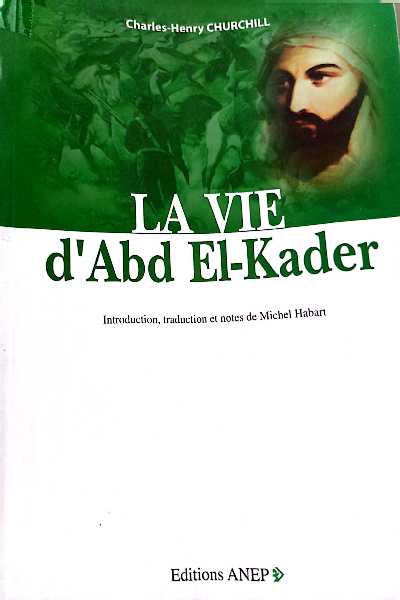 Charles-Henry CHURCHILL
LA VIE
d'Abd El-Kader
Introduction, traduction et notes de Michel Habart
Editions ANEP